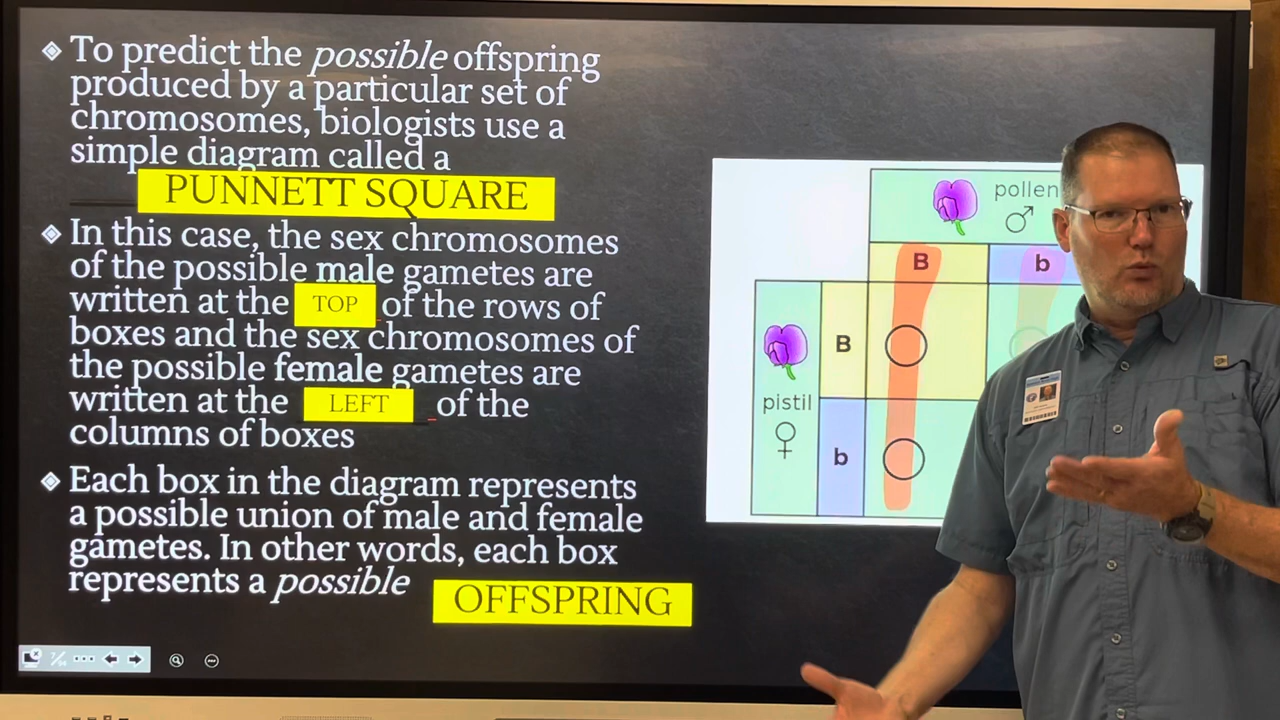 To predict the possible offspring
produced by a particular set of
chromosomes, biologists use a
simple diagram called a
PUNNETT SQUARE
In this case, the sex chromosomes
of the possible male gametes are
written at the TOP of the rows of
boxes and the sex chromosomes of
the possible female gametes are
written at the LEFT _of the
columns of boxes
Each box in the diagram represents
a possible union of male and female
gametes. In other words, each box
represents a possible
OFFSPRING
pollen
♂
B b
B
pistil
♀
b